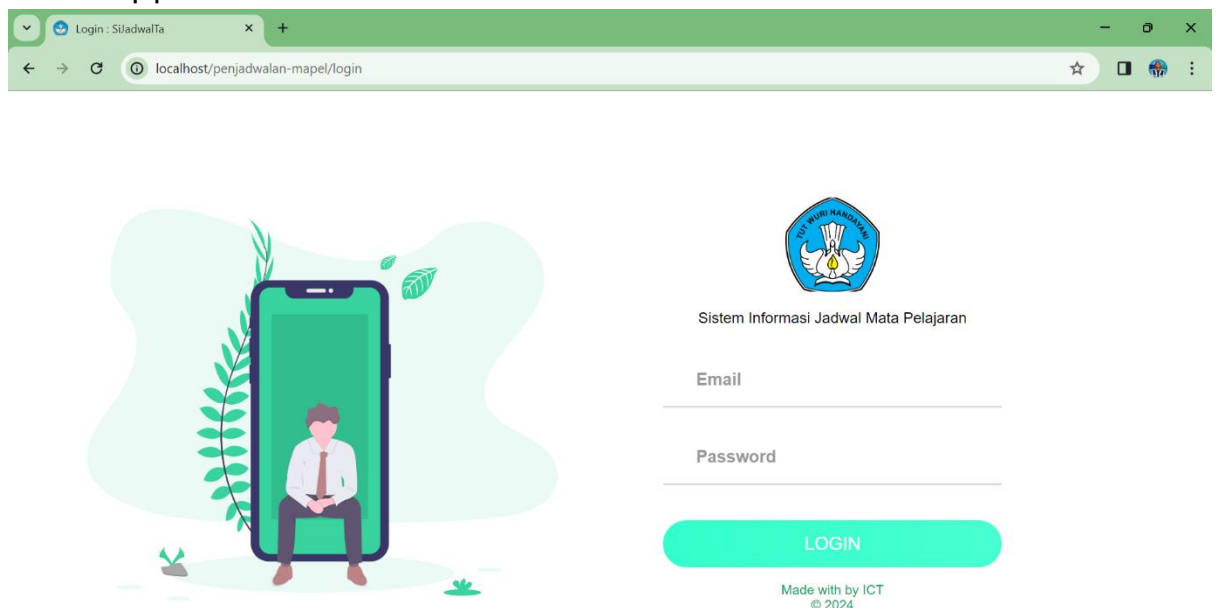 Login : SiJadwalTa
localhost/penjadwalan-mapel/login
TUT WURI HANDAYANI
Sistem Informasi Jadwal Mata Pelajaran
Email
Password
LOGIN
Made with by ICT
© 2024